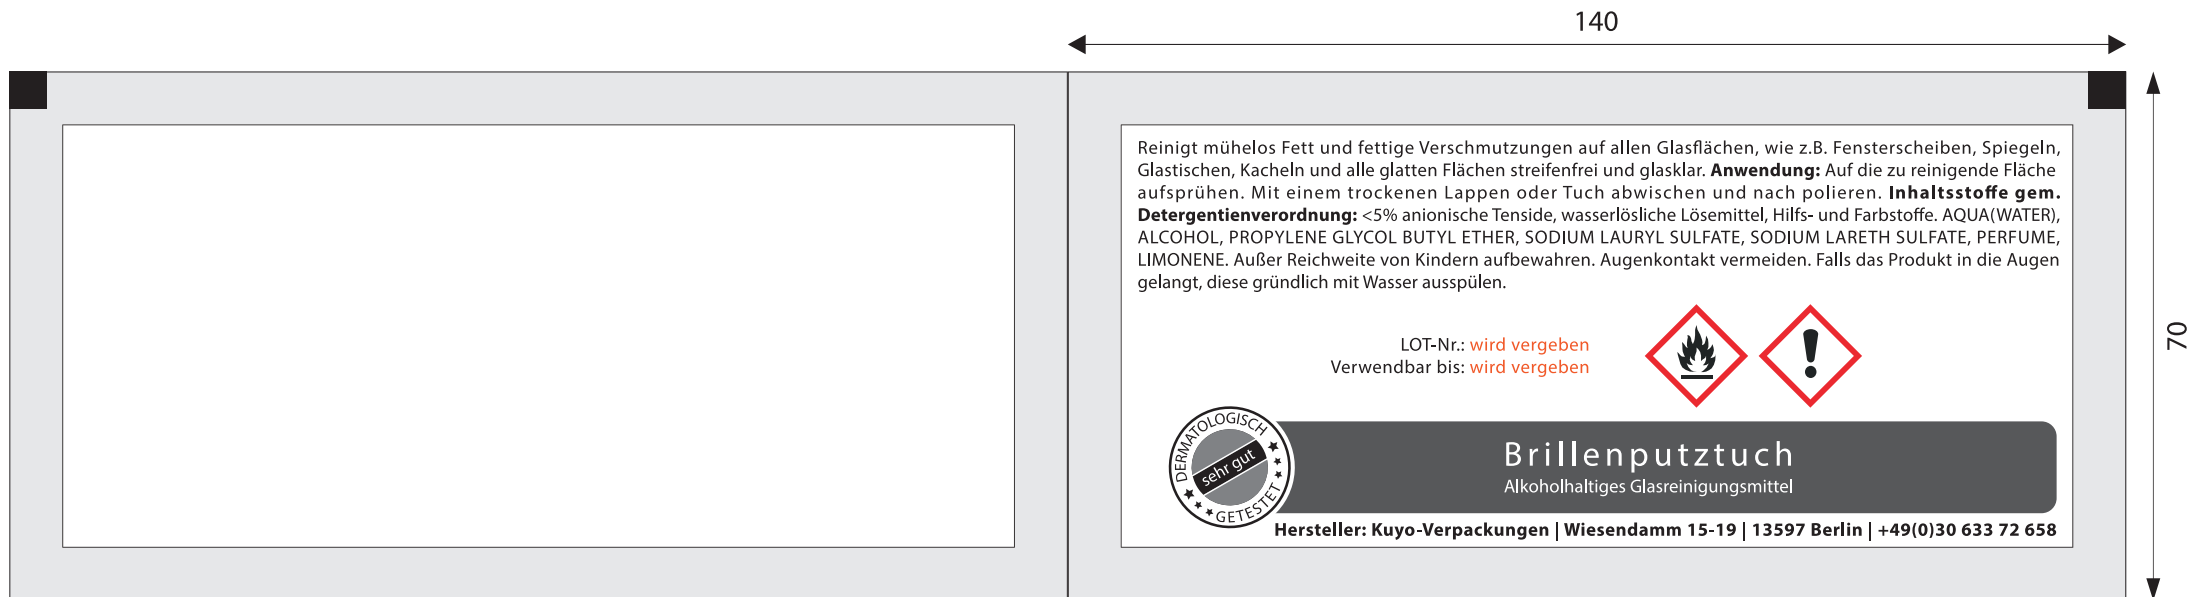 140
Reinigt mühelos Fett und fettige Verschmutzungen auf allen Glasflächen, wie z.B. Fensterscheiben, Spiegeln,
Glastischen, Kacheln und alle glatten Flächen streifenfrei und glasklar. Anwendung: Auf die zu reinigende Fläche
aufsprühen. Mit einem trockenen Lappen oder Tuch abwischen und nach polieren. Inhaltsstoffe gem.
Detergentienverordnung: <5% anionische Tenside, wasserlösliche Lösemittel, Hilfs- und Farbstoffe. AQUA(WATER),
ALCOHOL, PROPYLENE GLYCOL BUTYL ETHER, SODIUM LAURYL SULFATE, SODIUM LARETH SULFATE, PERFUME,
LIMONENE. Außer Reichweite von Kindern aufbewahren. Augenkontakt vermeiden. Falls das Produkt in die Augen
gelangt, diese gründlich mit Wasser ausspülen.
70
LOT-Nr.: wird vergeben
Verwendbar bis: wird vergeben
DERMATOLOGISCH
sehr gut
GETESTET
Brillenputztuch
Alkoholhaltiges Glasreinigungsmittel
Hersteller: Kuyo-Verpackungen | Wiesendamm 15-19 | 13597 Berlin | +49(0)30 633 72 658